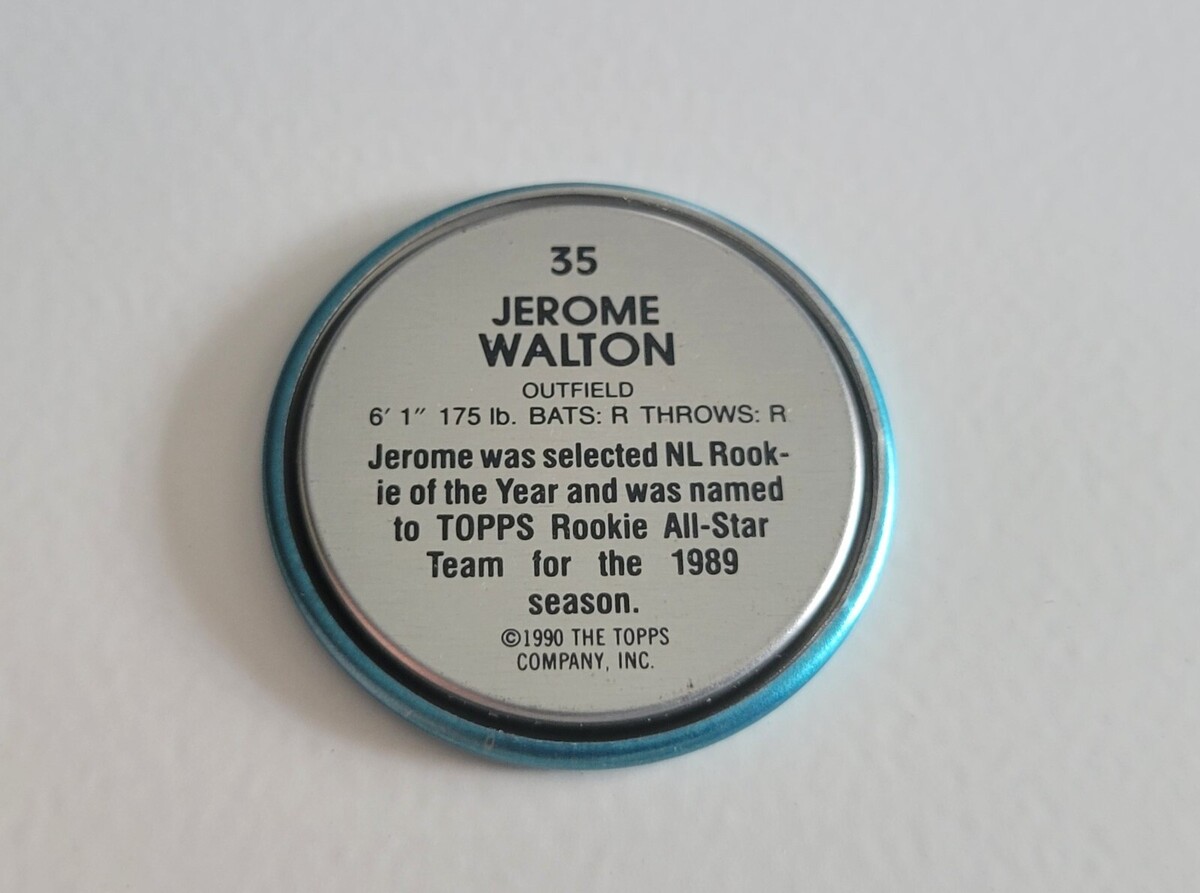 35
JEROME
WALTON
OUTFIELD
6′ 1″ 175 lb. BATS: R THROWS: R
Jerome was selected NL Rook-
ie of the Year and was named
to TOPPS Rookie All-Star
Team for the 1989
season.
©1990 THE TOPPS
COMPANY, INC.